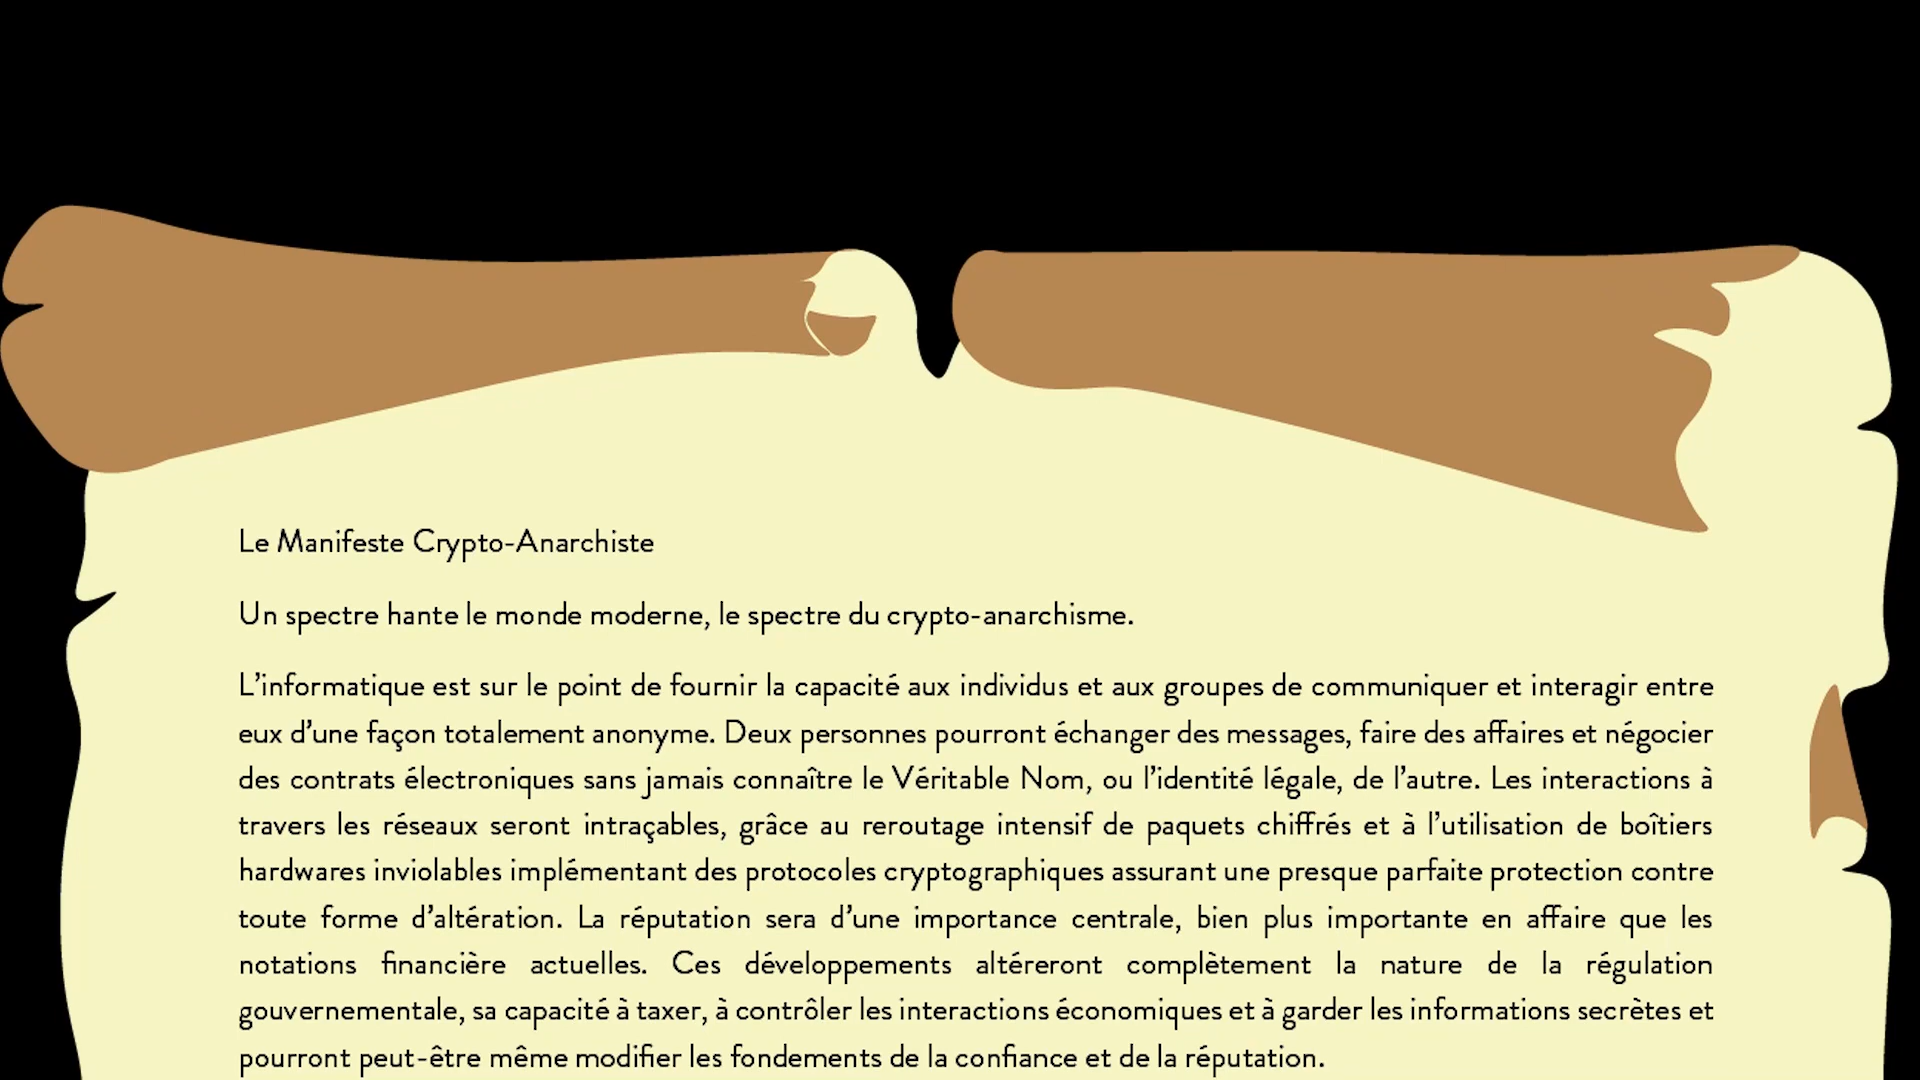 Le Manifeste Crypto-Anarchiste
Un spectre hante le monde moderne, le spectre du crypto-anarchisme.
L’informatique est sur le point de fournir la capacité aux individus et aux groupes de communiquer et interagir entre
eux d’une façon totalement anonyme. Deux personnes pourront échanger des messages, faire des affaires et négocier
des contrats électroniques sans jamais connaître le Véritable Nom, ou l’identité légale, de l’autre. Les interactions à
travers les réseaux seront intraçables, grâce au reroutage intensif de paquets chiffrés et à l’utilisation de boîtiers
hardwares inviolables implémentant des protocoles cryptographiques assurant une presque parfaite protection contre
toute forme d’altération. La réputation sera d’une importance centrale, bien plus importante en affaire que les
notations financière actuelles. Ces développements altéreront complètement la nature de la régulation
gouvernementale, sa capacité à taxer, à contrôler les interactions économiques et à garder les informations secrètes et
pourront peut-être même modifier les fondements de la confiance et de la réputation.